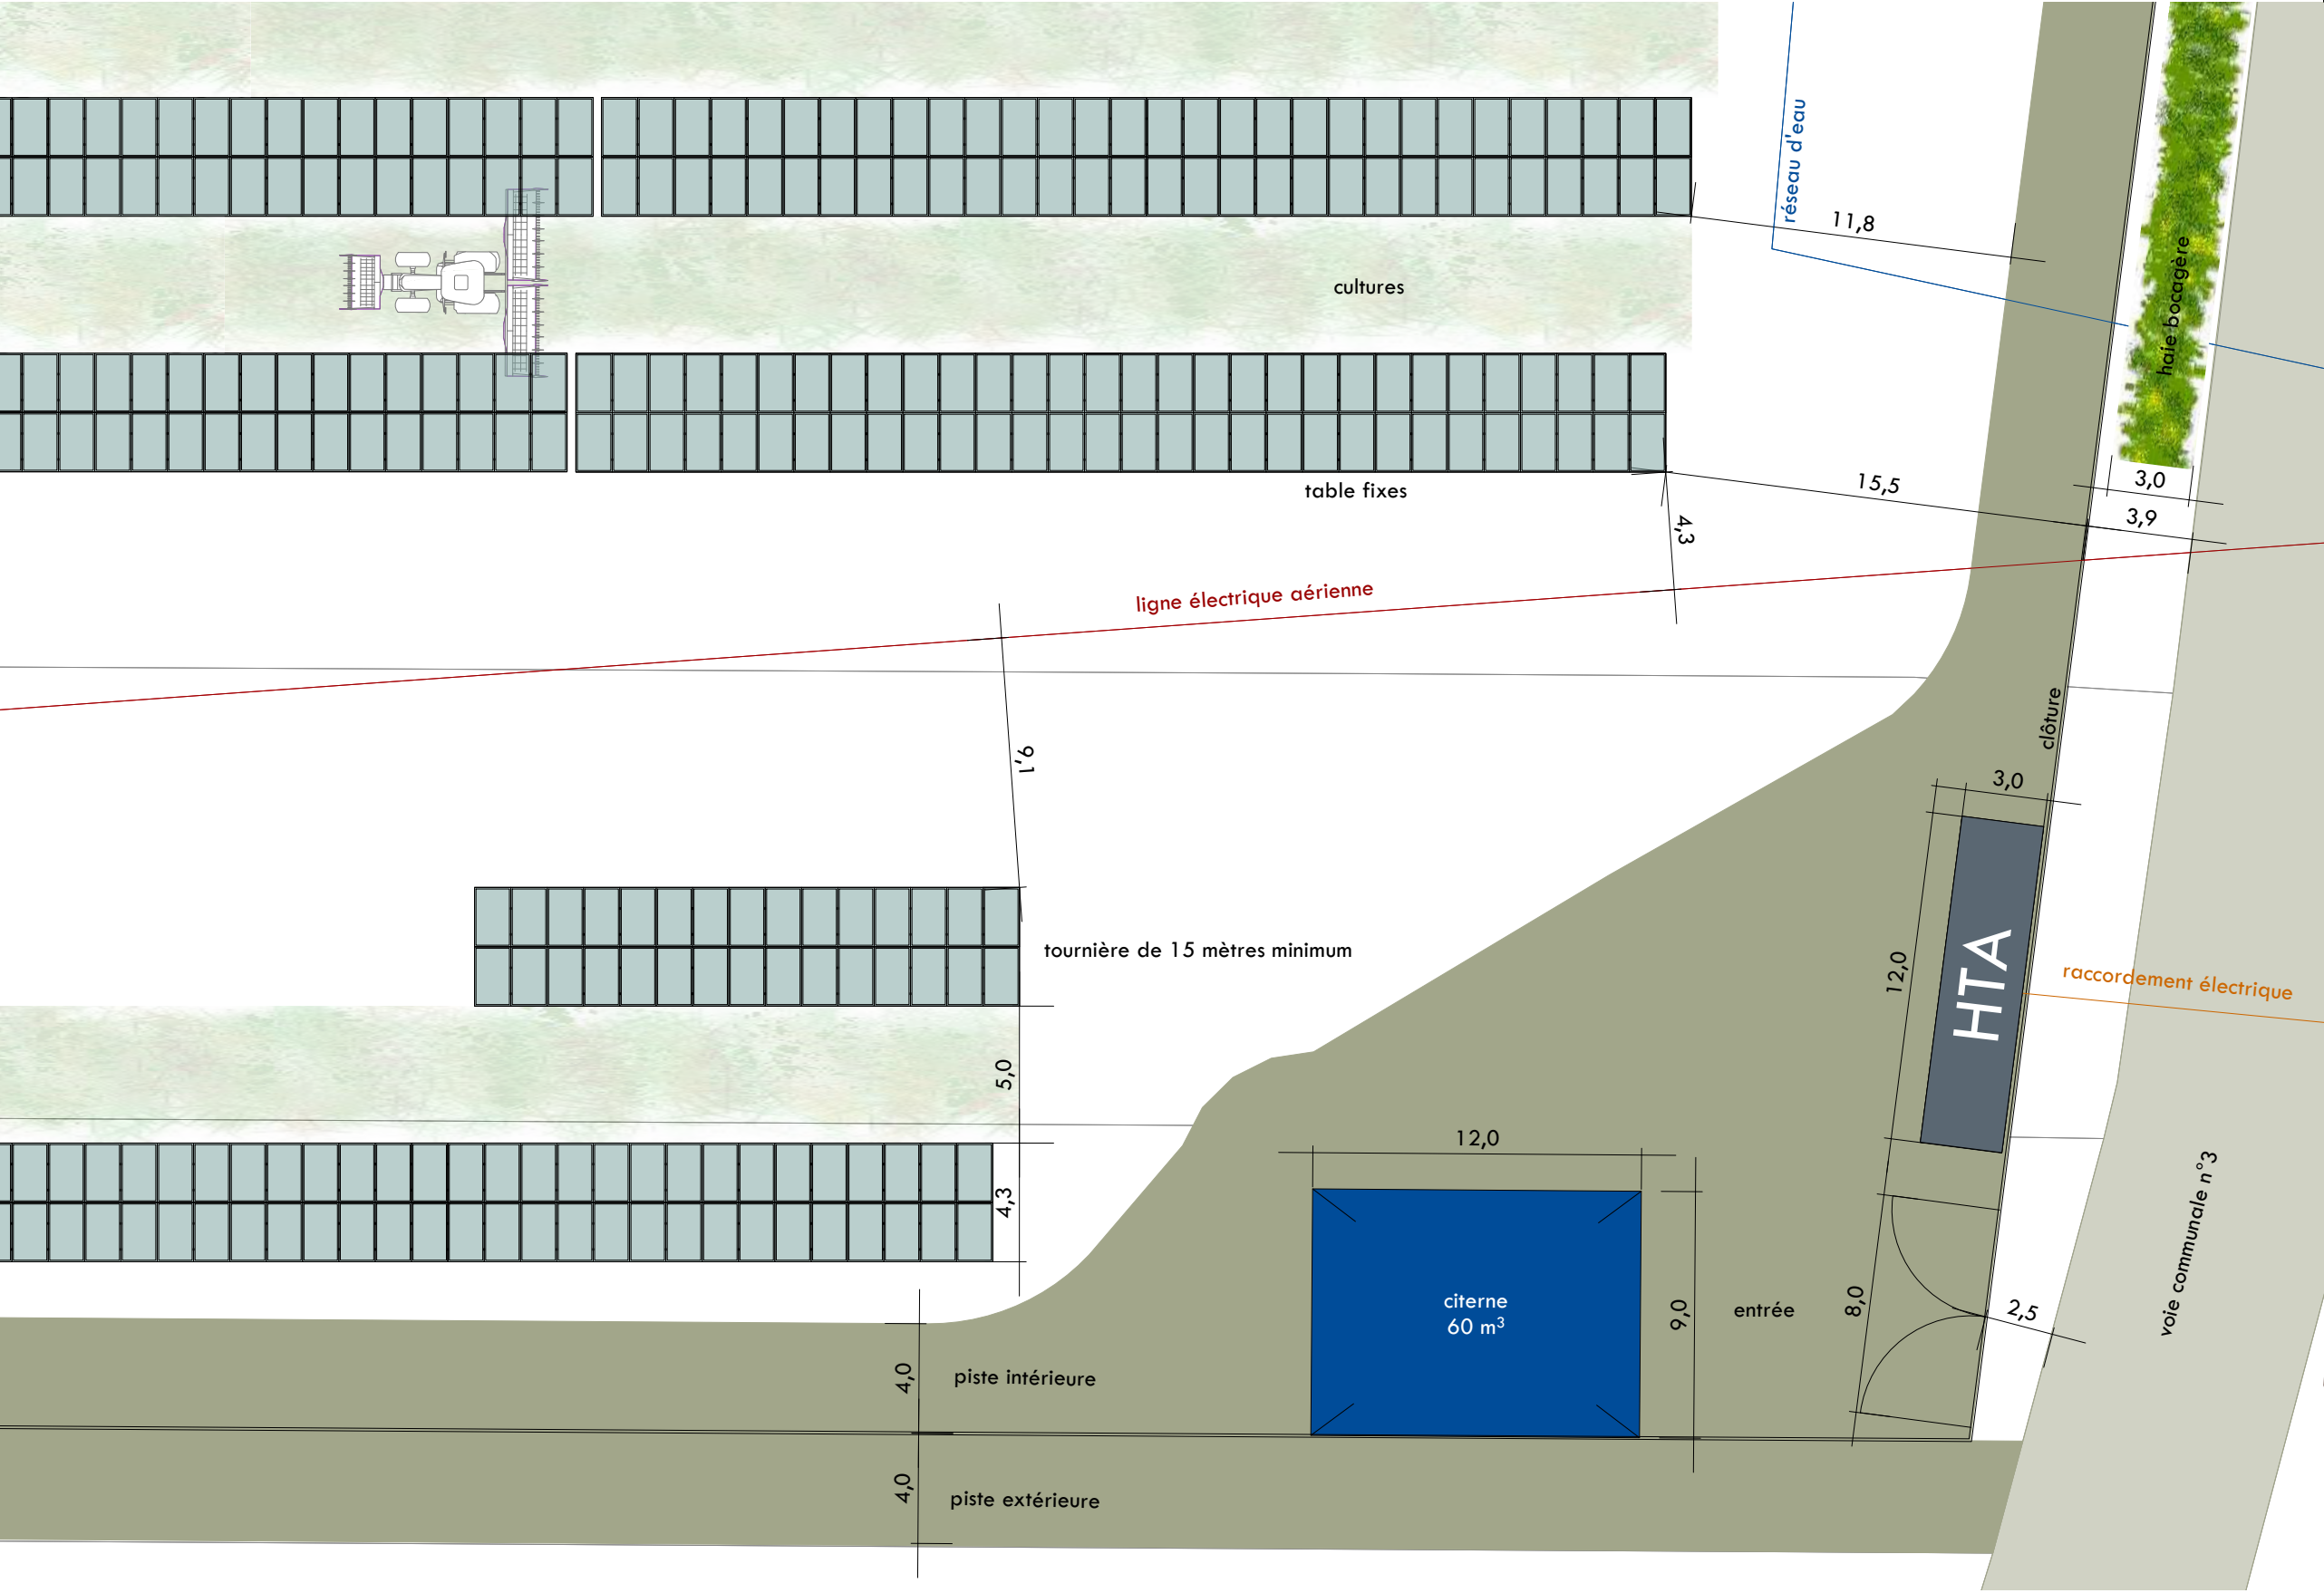 réseau d'eau
11,8
haie bocagère
cultures
table fixes
15,5
3,0
3,9
4,3
ligne électrique aérienne
9,1
clôture
3,0
tournière de 15 mètres minimum
12,0
HTA
raccordement électrique
5,0
12,0
4,3
citerne
60 m³
9,0
entrée
8,0
2,5
voie communale n°3
4,0
piste intérieure
4,0
piste extérieure